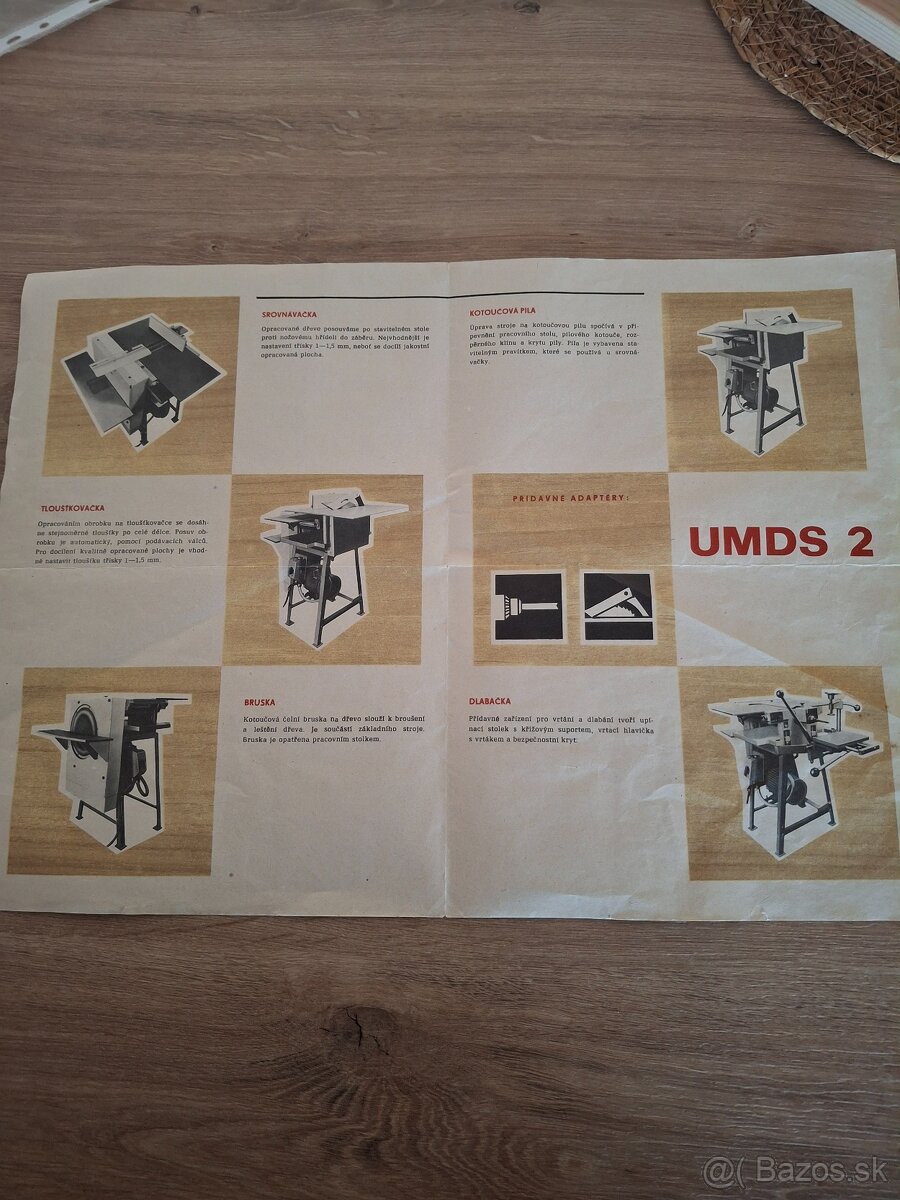 SROVNÁVAČKA
Opracované dřevo posouváme po stavitelném stole
proti nožovému hřídeli do záběru. Nejvhodnější je
nastavení třísky 1—1,5 mm, neboť se docílí jakostní
opracovaná plocha.
KOTOUČOVÁ PILA
Úprava stroje na kotoučovou pilu spočívá v při-
pevnění pracovního stolu, pilového kotouče, roz-
pěrného klínu a krytu pily. Pila je vybavena sta-
vitelným pravítkem, které se používá u srovná-
vačky.
TLOUŠŤKOVAČKA
Opracováním obrobku na tloušťkovačce se dosáh-
ne stejnoměrné tloušťky po celé délce. Posuv ob-
robku je automatický, pomocí podávacích válců.
Pro docílení kvalitně opracované plochy je vhod-
né nastavit tloušťku třísky 1—1,5 mm.
PŘÍDAVNÉ ADAPTÉRY:
UMDS 2
BRUSKA
Kotoučová čelní bruska na dřevo slouží k broušení
a leštění dřeva. Je součástí základního stroje.
Bruska je opatřena pracovním stolkem.
DLABAČKA
Přídavné zařízení pro vrtání a dlabání tvoří upí-
nací stolek s křížovým suportem, vrtací hlavička
s vrtákem a bezpečnostní kryt.
@( Bazos.sk